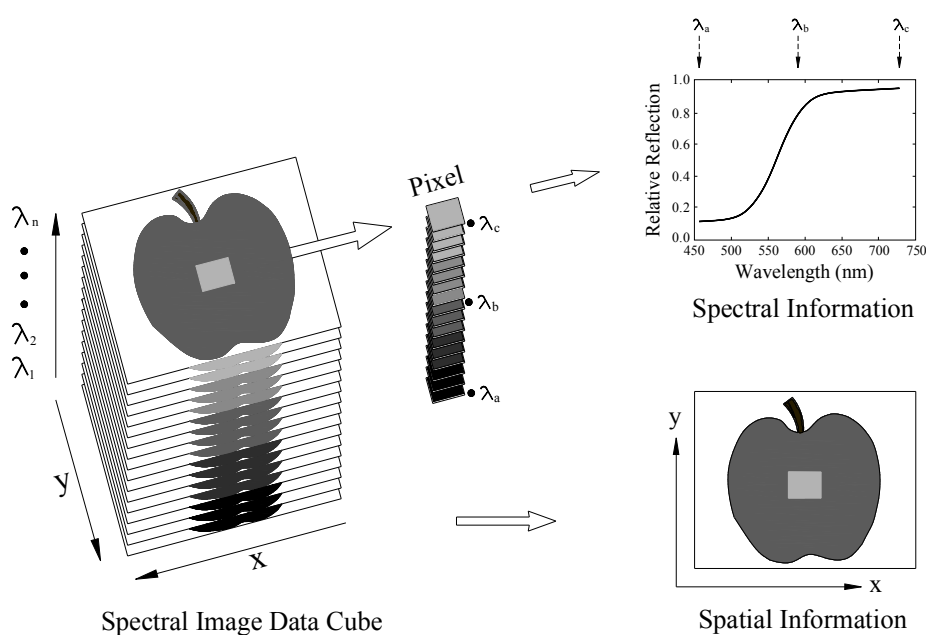 λₙ
λ₂
λ₁
y
x
Spectral Image Data Cube
Pixel
λc
λb
λa
λa λb λc
Relative Reflection
1.0
0.8
0.6
0.4
0.2
0.0
450 500 550 600 650 700 750
Wavelength (nm)
Spectral Information
y
x
Spatial Information